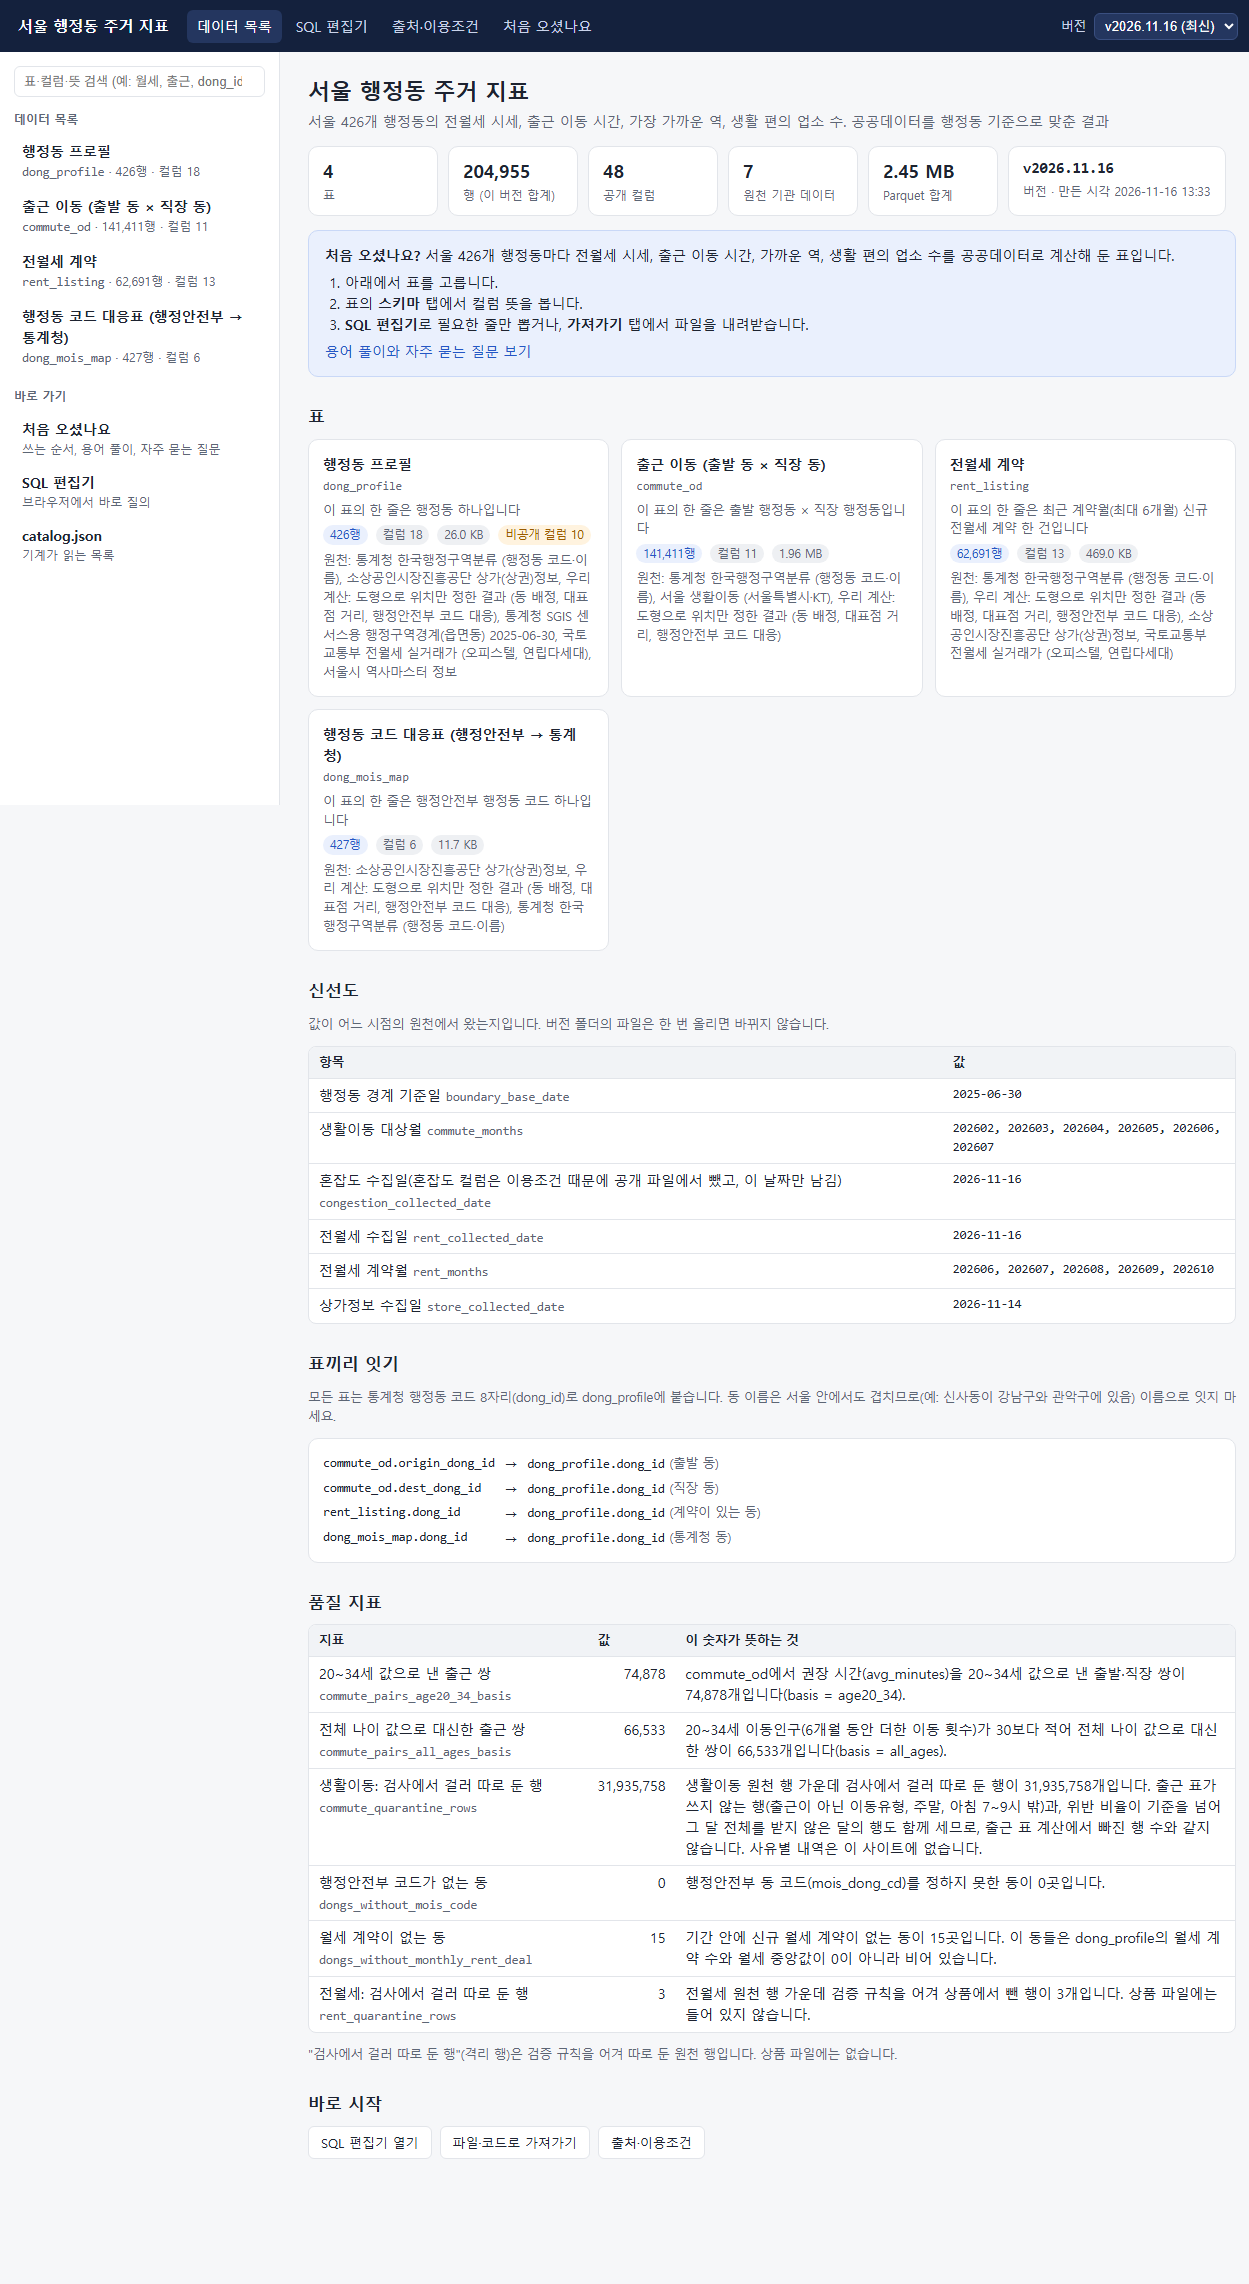 서울 행정동 주거 지표
데이터 목록
SQL 편집기
출처·이용조건
처음 오셨나요
버전
v2026.11.16 (최신)
표·컬럼·뜻 검색 (예: 월세, 출근, dong_id
데이터 목록
행정동 프로필
dong_profile · 426행 · 컬럼 18
출근 이동 (출발 동 × 직장 동)
commute_od · 141,411행 · 컬럼 11
전월세 계약
rent_listing · 62,691행 · 컬럼 13
행정동 코드 대응표 (행정안전부 →
통계청)
dong_mois_map · 427행 · 컬럼 6
바로 가기
처음 오셨나요
쓰는 순서, 용어 풀이, 자주 묻는 질문
SQL 편집기
브라우저에서 바로 질의
catalog.json
기계가 읽는 목록
서울 행정동 주거 지표
서울 426개 행정동의 전월세 시세, 출근 이동 시간, 가장 가까운 역, 생활 편의 업소 수. 공공데이터를 행정동 기준으로 맞춘 결과
4
표
204,955
행 (이 버전 합계)
48
공개 컬럼
7
원천 기관 데이터
2.45 MB
Parquet 합계
v2026.11.16
버전 · 만든 시각 2026-11-16 13:33
처음 오셨나요? 서울 426개 행정동마다 전월세 시세, 출근 이동 시간, 가까운 역, 생활 편의 업소 수를 공공데이터로 계산해 둔 표입니다.
1. 아래에서 표를 고릅니다.
2. 표의 스키마 탭에서 컬럼 뜻을 봅니다.
3. SQL 편집기로 필요한 줄만 뽑거나, 가져가기 탭에서 파일을 내려받습니다.
용어 풀이와 자주 묻는 질문 보기
표
행정동 프로필
dong_profile
이 표의 한 줄은 행정동 하나입니다
426행 컬럼 18 26.0 KB 비공개 컬럼 10
원천: 통계청 한국행정구역분류 (행정동 코드·이
름), 소상공인시장진흥공단 상가(상권)정보, 우리
계산: 도형으로 위치만 정한 결과 (동 배정, 대표
점 거리, 행정안전부 코드 대응), 통계청 SGIS 센
서스용 행정구역경계(읍면동) 2025-06-30, 국토
교통부 전월세 실거래가 (오피스텔, 연립다세대),
서울시 역사마스터 정보
출근 이동 (출발 동 × 직장 동)
commute_od
이 표의 한 줄은 출발 행정동 × 직장 행정동입니
다
141,411행 컬럼 11 1.96 MB
원천: 통계청 한국행정구역분류 (행정동 코드·이
름), 서울 생활이동 (서울특별시·KT), 우리 계산:
도형으로 위치만 정한 결과 (동 배정, 대표점 거
리, 행정안전부 코드 대응)
전월세 계약
rent_listing
이 표의 한 줄은 최근 계약월(최대 6개월) 신규
전월세 계약 한 건입니다
62,691행 컬럼 13 469.0 KB
원천: 통계청 한국행정구역분류 (행정동 코드·이
름), 우리 계산: 도형으로 위치만 정한 결과 (동
배정, 대표점 거리, 행정안전부 코드 대응), 소상
공인시장진흥공단 상가(상권)정보, 국토교통부
전월세 실거래가 (오피스텔, 연립다세대)
행정동 코드 대응표 (행정안전부 → 통계
청)
dong_mois_map
이 표의 한 줄은 행정안전부 행정동 코드 하나입
니다
427행 컬럼 6 11.7 KB
원천: 소상공인시장진흥공단 상가(상권)정보, 우
리 계산: 도형으로 위치만 정한 결과 (동 배정, 대
표점 거리, 행정안전부 코드 대응), 통계청 한국
행정구역분류 (행정동 코드·이름)
신선도
값이 어느 시점의 원천에서 왔는지입니다. 버전 폴더의 파일은 한 번 올리면 바뀌지 않습니다.
항목 값
행정동 경계 기준일 boundary_base_date 2025-06-30
생활이동 대상월 commute_months 202602, 202603, 202604, 202605, 202606,
202607
혼잡도 수집일(혼잡도 컬럼은 이용조건 때문에 공개 파일에서 뺐고, 이 날짜만 남김) 2026-11-16
congestion_collected_date
전월세 수집일 rent_collected_date 2026-11-16
전월세 계약월 rent_months 202606, 202607, 202608, 202609, 202610
상가정보 수집일 store_collected_date 2026-11-14
표끼리 잇기
모든 표는 통계청 행정동 코드 8자리(dong_id)로 dong_profile에 붙습니다. 동 이름은 서울 안에서도 겹치므로(예: 신사동이 강남구와 관악구에 있음) 이름으로 잇지 마
세요.
commute_od.origin_dong_id → dong_profile.dong_id (출발 동)
commute_od.dest_dong_id → dong_profile.dong_id (직장 동)
rent_listing.dong_id → dong_profile.dong_id (계약이 있는 동)
dong_mois_map.dong_id → dong_profile.dong_id (통계청 동)
품질 지표
지표 값 이 숫자가 뜻하는 것
20~34세 값으로 낸 출근 쌍 74,878 commute_od에서 권장 시간(avg_minutes)을 20~34세 값으로 낸 출발·직장 쌍이
commute_pairs_age20_34_basis 74,878개입니다(basis = age20_34).
전체 나이 값으로 대신한 출근 쌍 66,533 20~34세 이동인구(6개월 동안 더한 이동 횟수)가 30보다 적어 전체 나이 값으로 대신
commute_pairs_all_ages_basis 한 쌍이 66,533개입니다(basis = all_ages).
생활이동: 검사에서 걸러 따로 둔 행 31,935,758 생활이동 원천 행 가운데 검사에서 걸러 따로 둔 행이 31,935,758개입니다. 출근 표가
commute_quarantine_rows 쓰지 않는 행(출근이 아닌 이동유형, 주말, 아침 7~9시 밖)과, 위반 비율이 기준을 넘어
그 달 전체를 받지 않은 달의 행도 함께 세므로, 출근 표 계산에서 빠진 행 수와 같지
않습니다. 사유별 내역은 이 사이트에 없습니다.
행정안전부 코드가 없는 동 0 행정안전부 동 코드(mois_dong_cd)를 정하지 못한 동이 0곳입니다.
dongs_without_mois_code
월세 계약이 없는 동 15 기간 안에 신규 월세 계약이 없는 동이 15곳입니다. 이 동들은 dong_profile의 월세 계
dongs_without_monthly_rent_deal 약 수와 월세 중앙값이 0이 아니라 비어 있습니다.
전월세: 검사에서 걸러 따로 둔 행 3 전월세 원천 행 가운데 검증 규칙을 어겨 상품에서 뺀 행이 3개입니다. 상품 파일에는
rent_quarantine_rows 들어 있지 않습니다.
"검사에서 걸러 따로 둔 행"(격리 행)은 검증 규칙을 어겨 따로 둔 원천 행입니다. 상품 파일에는 없습니다.
바로 시작
SQL 편집기 열기
파일·코드로 가져가기
출처·이용조건